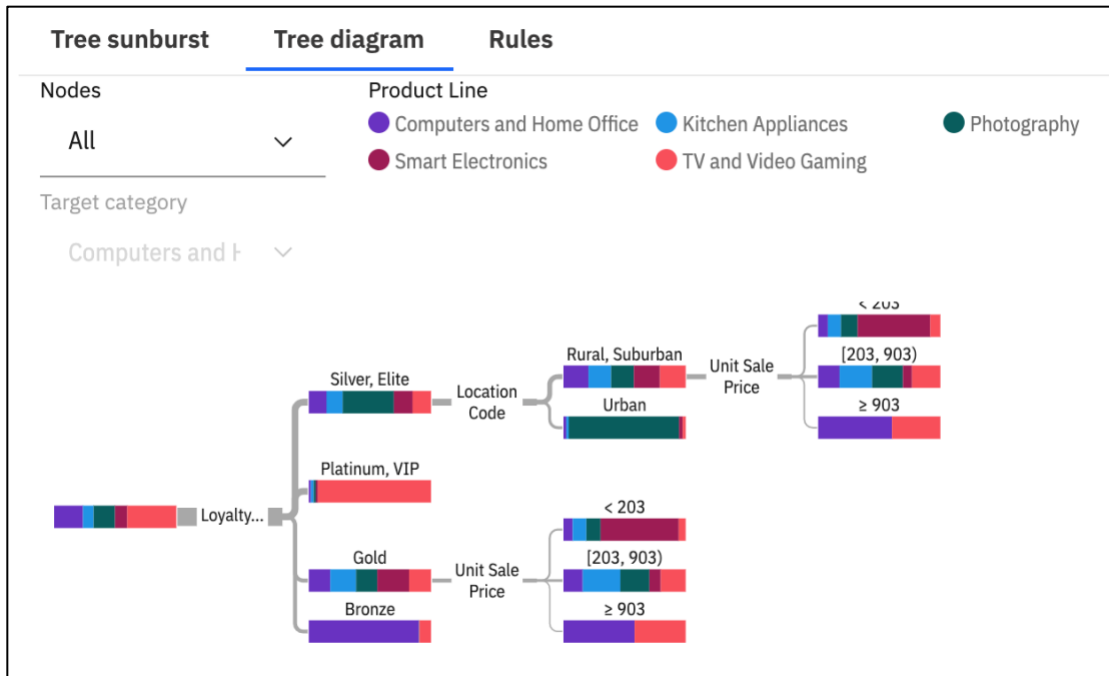 Tree sunburst Tree diagram Rules
Nodes
All
Product Line
Computers and Home Office Kitchen Appliances Photography
Smart Electronics TV and Video Gaming
Target category
Computers and H
Loyalty...
Silver, Elite
Location
Code
Rural, Suburban
Unit Sale
Price
< 203
[203, 903)
≥ 903
Urban
Platinum, VIP
Gold
Unit Sale
Price
< 203
[203, 903)
≥ 903
Bronze